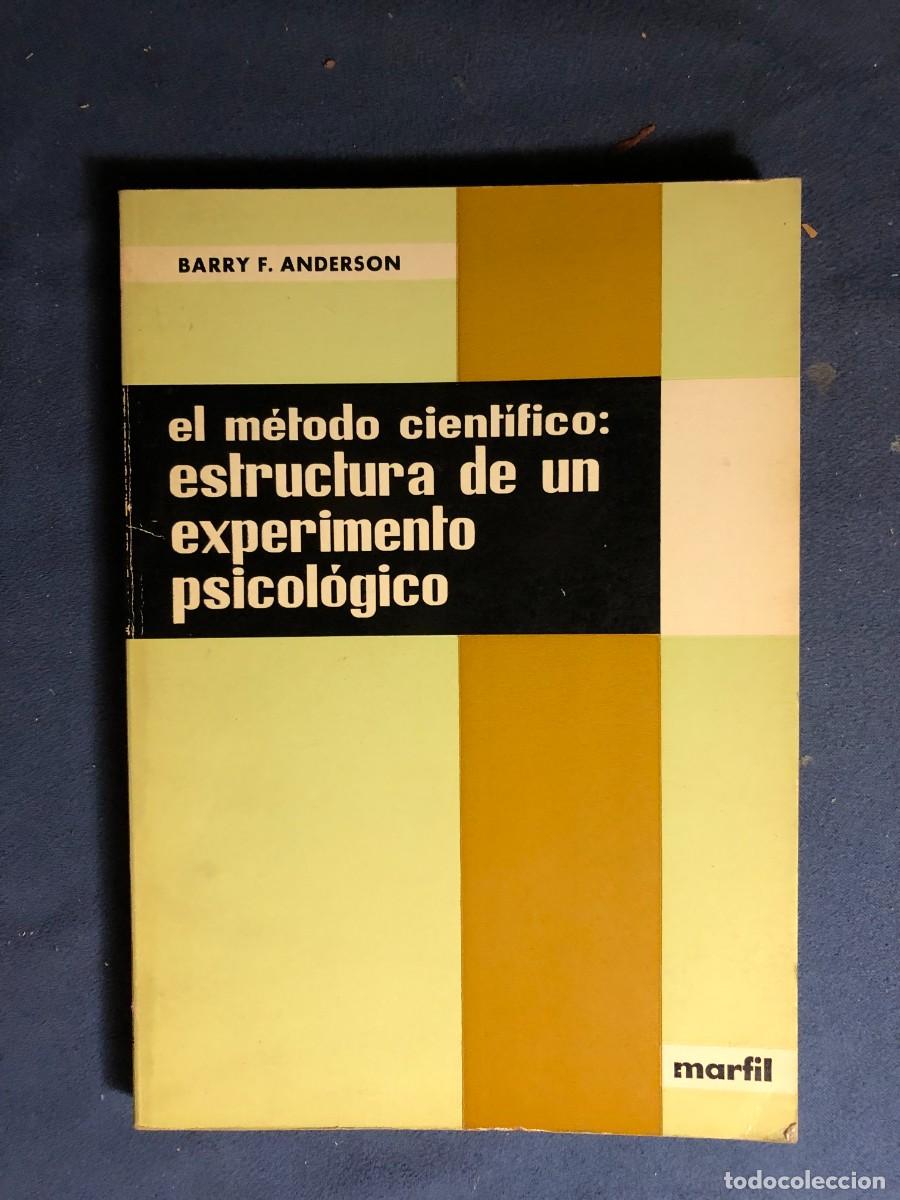 BARRY F. ANDERSON
el método científico:
estructura de un
experimento
psicológico
marfil
todocoleccion